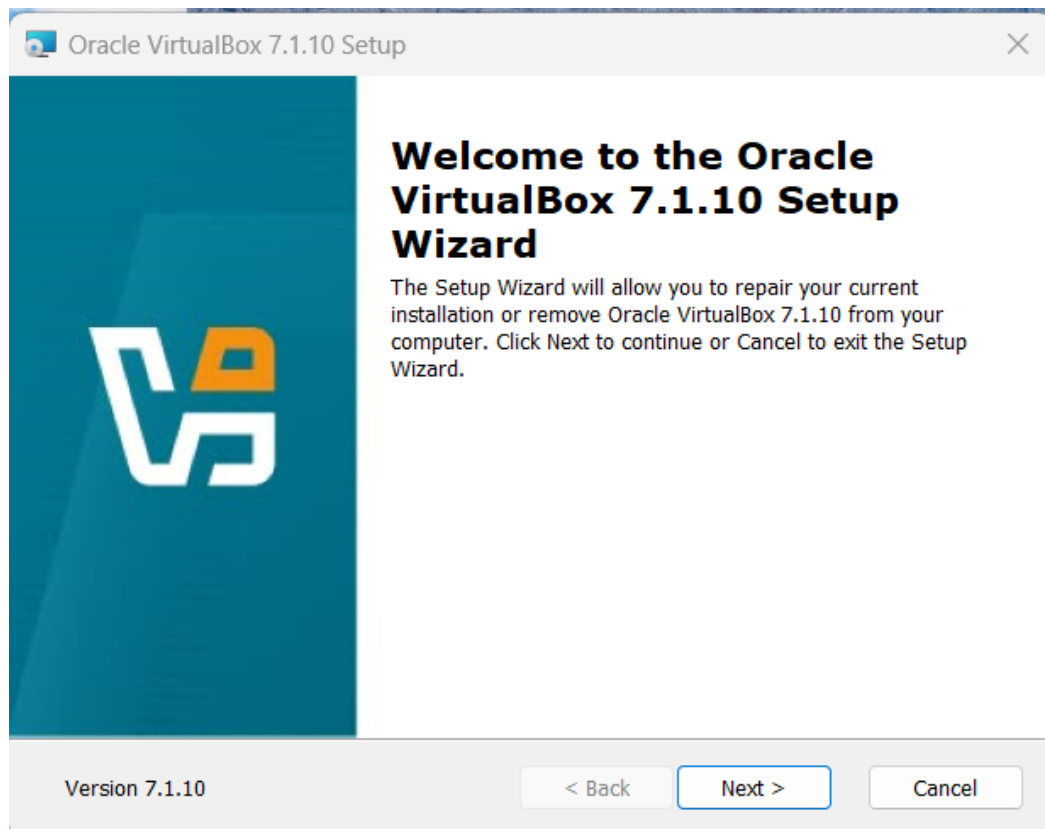 Oracle VirtualBox 7.1.10 Setup
Welcome to the Oracle
VirtualBox 7.1.10 Setup
Wizard
The Setup Wizard will allow you to repair your current
installation or remove Oracle VirtualBox 7.1.10 from your
computer. Click Next to continue or Cancel to exit the Setup
Wizard.
Version 7.1.10
< Back
Next >
Cancel